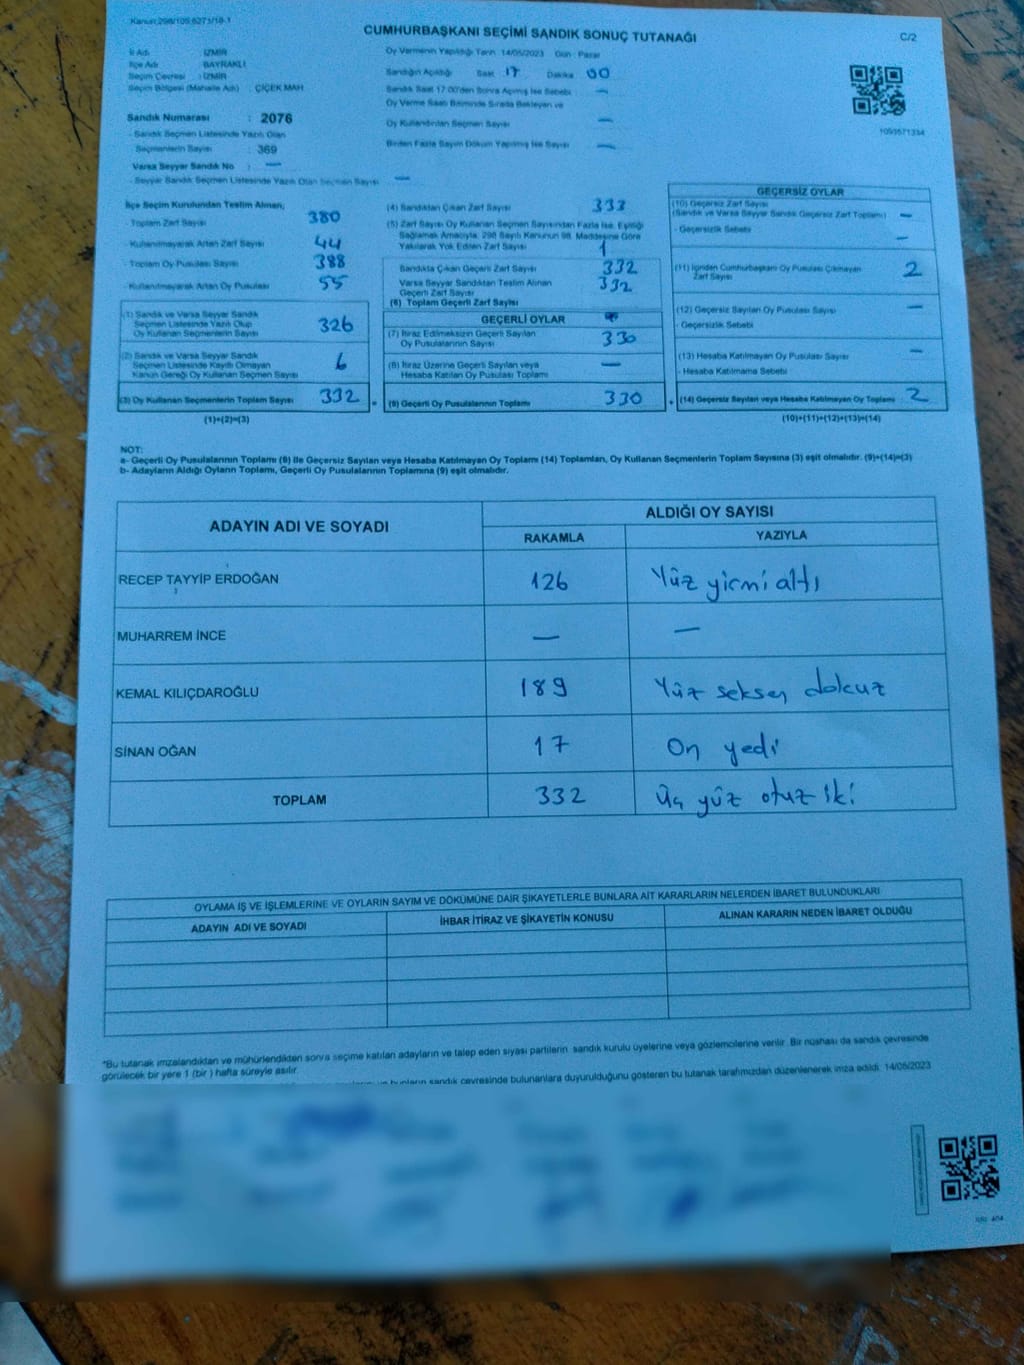 Kanun:298/105,6271/18-1
CUMHURBAŞKANI SEÇİMİ SANDIK SONUÇ TUTANAĞI
C/2
İl Adı : İZMİR
İlçe Adı : BAYRAKLI
Seçim Çevresi : İZMİR
Seçim Bölgesi (Mahalle Adı) : ÇİÇEK MAH.
Sandık Numarası : 2076
- Sandık Seçmen Listesinde Yazılı Olan
Seçmenlerin Sayısı : 369
Varsa Seyyar Sandık No : —
- Seyyar Sandık Seçmen Listesinde Yazılı Olan Seçmen Sayısı —
Oy Vermenin Yapıldığı Tarih 14/05/2023 Gün : Pazar
Sandığın Açıldığı Saat 17 Dakika 00
Sandık Saat 17.00'den Sonra Açılmış İse Sebebi —
Oy Verme Saati Bitiminde Sırada Bekleyen ve
Oy Kullandırılan Seçmen Sayısı —
Birden Fazla Sayım Döküm Yapılmış İse Sayısı —
1093571334
İlçe Seçim Kurulundan Teslim Alınan;
- Toplam Zarf Sayısı 380
- Kullanılmayarak Artan Zarf Sayısı 44
- Toplam Oy Pusulası Sayısı 388
- Kullanılmayarak Artan Oy Pusulası 55
(1) Sandık ve Varsa Seyyar Sandık
Seçmen Listesinde Yazılı Olup
Oy Kullanan Seçmenlerin Sayısı 326
(2) Sandık ve Varsa Seyyar Sandık
Seçmen Listesinde Kayıtlı Olmayan
Kanun Gereği Oy Kullanan Seçmen Sayısı 6
(3) Oy Kullanan Seçmenlerin Toplam Sayısı 332
(1)+(2)=(3)
(4) Sandıktan Çıkan Zarf Sayısı 333
(5) Zarf Sayısı Oy Kullanan Seçmen Sayısından Fazla İse, Eşitliği
Sağlamak Amacıyla, 298 Sayılı Kanunun 98. Maddesine Göre
Yakılarak Yok Edilen Zarf Sayısı 1
Sandıkta Çıkan Geçerli Zarf Sayısı 332
Varsa Seyyar Sandıktan Teslim Alınan
Geçerli Zarf Sayısı 332
(6) Toplam Geçerli Zarf Sayısı
GEÇERLİ OYLAR
(7) İtiraz Edilmeksizin Geçerli Sayılan
Oy Pusulalarının Sayısı 330
(8) İtiraz Üzerine Geçerli Sayılan veya
Hesaba Katılan Oy Pusulası Toplamı —
= (9) Geçerli Oy Pusulalarının Toplamı 330
GEÇERSİZ OYLAR
(10) Geçersiz Zarf Sayısı
(Sandık ve Varsa Seyyar Sandık Geçersiz Zarf Toplamı) —
- Geçersizlik Sebebi —
(11) İçinden Cumhurbaşkanı Oy Pusulası Çıkmayan
Zarf Sayısı 2
(12) Geçersiz Sayılan Oy Pusulası Sayısı —
- Geçersizlik Sebebi
(13) Hesaba Katılmayan Oy Pusulası Sayısı —
- Hesaba Katılmama Sebebi
+ (14) Geçersiz Sayılan veya Hesaba Katılmayan Oy Toplamı : 2
(10)+(11)+(12)+(13)=(14)
NOT:
a- Geçerli Oy Pusulalarının Toplamı (9) ile Geçersiz Sayılan veya Hesaba Katılmayan Oy Toplamı (14) Toplamları, Oy Kullanan Seçmenlerin Toplam Sayısına (3) eşit olmalıdır. (9)+(14)=(3)
b- Adayların Aldığı Oyların Toplamı, Geçerli Oy Pusulalarının Toplamına (9) eşit olmalıdır.
ADAYIN ADI VE SOYADI
ALDIĞI OY SAYISI
RAKAMLA YAZIYLA
RECEP TAYYİP ERDOĞAN 126 Yüz yirmi altı
MUHARREM İNCE — —
KEMAL KILIÇDAROĞLU 189 Yüz seksen dokuz
SİNAN OĞAN 17 On yedi
TOPLAM 332 Üç yüz otuz iki
OYLAMA İŞ VE İŞLEMLERİNE VE OYLARIN SAYIM VE DÖKÜMÜNE DAİR ŞİKAYETLERLE BUNLARA AİT KARARLARIN NELERDEN İBARET BULUNDUKLARI
ADAYIN ADI VE SOYADI İHBAR İTİRAZ VE ŞİKAYETİN KONUSU ALINAN KARARIN NEDEN İBARET OLDUĞU
*Bu tutanak imzalandıktan ve mühürlendikten sonra seçime katılan adayların ve talep eden siyasi partilerin sandık kurulu üyelerine veya gözlemcilerine verilir. Bir nüshası da sandık çevresinde
görülecek bir yere 1 (bir ) hafta süreyle asılır.
bunların sandık çevresinde bulunanlara duyurulduğunu gösteren bu tutanak tarafımızdan düzenlenerek imza edildi. 14/05/2023